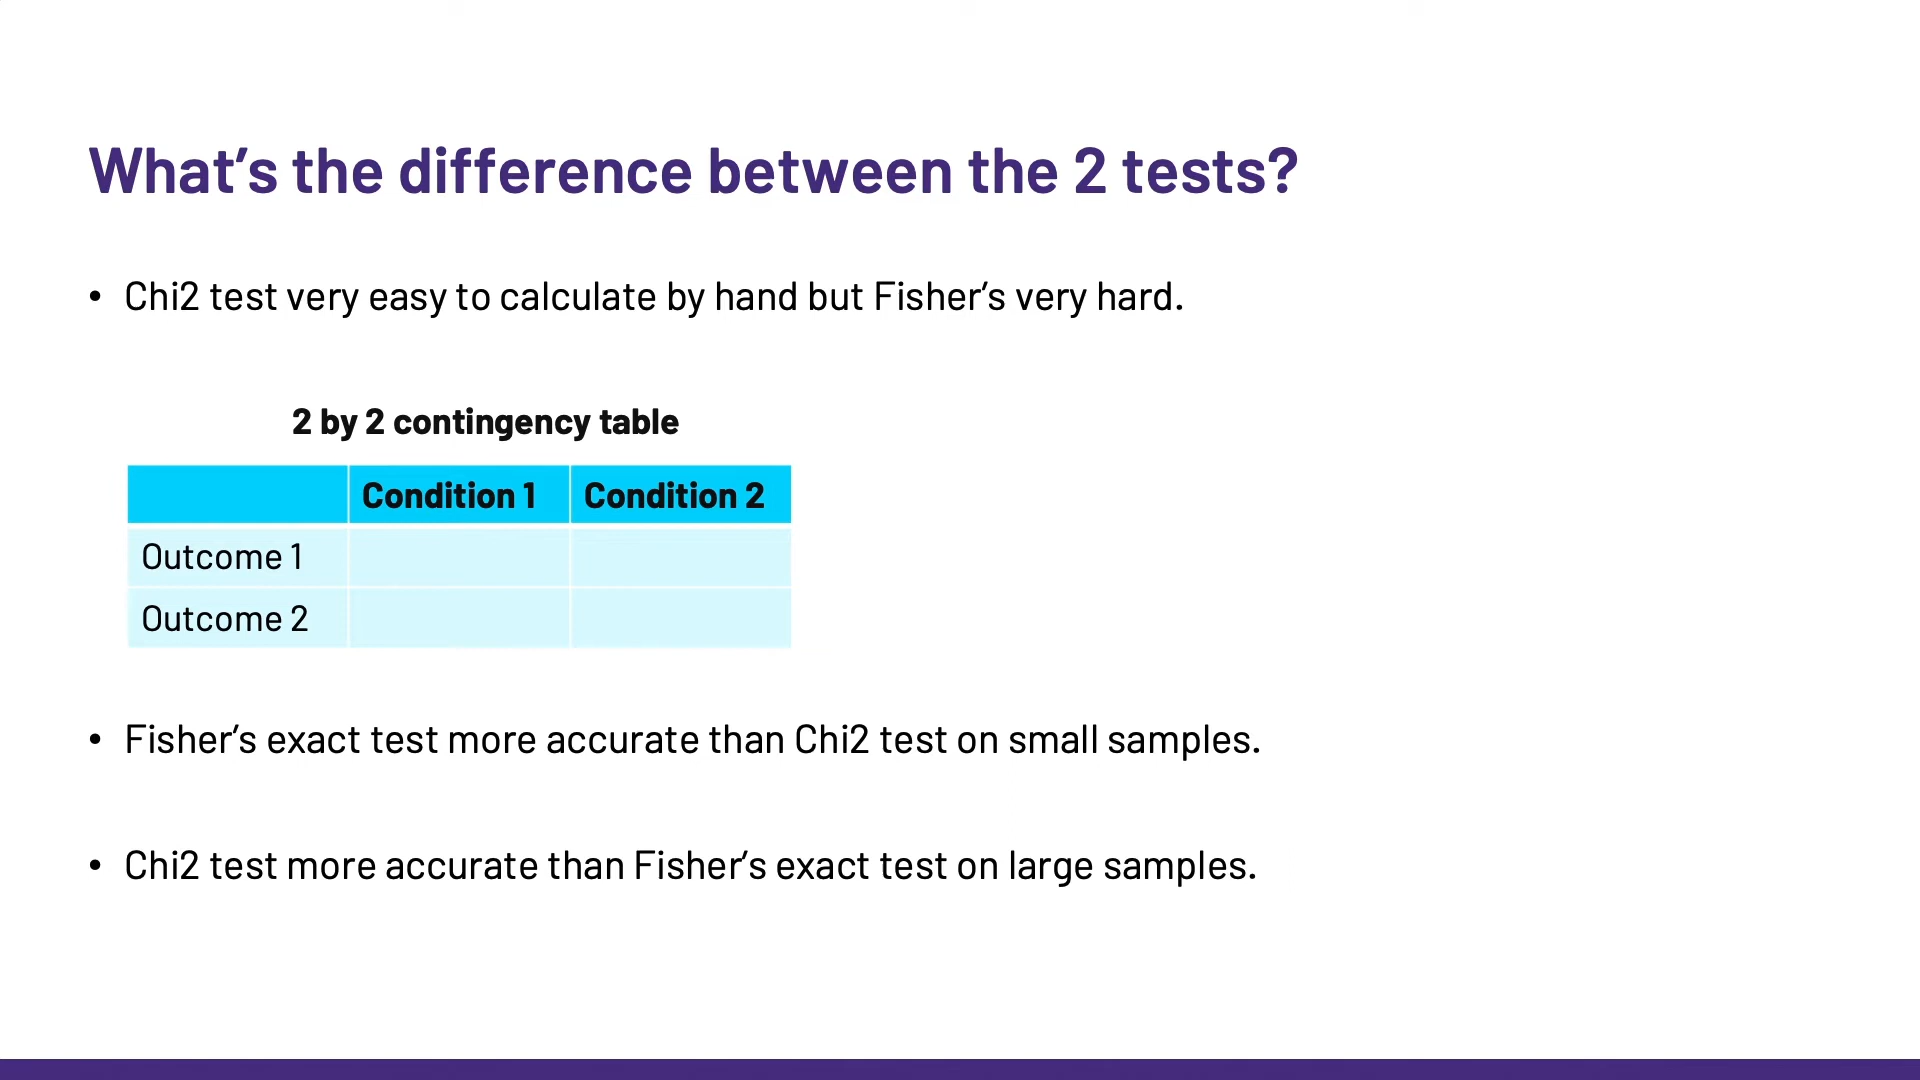 What’s the difference between the 2 tests?
• Chi2 test very easy to calculate by hand but Fisher’s very hard.
2 by 2 contingency table
Condition 1 Condition 2
Outcome 1
Outcome 2
• Fisher’s exact test more accurate than Chi2 test on small samples.
• Chi2 test more accurate than Fisher’s exact test on large samples.